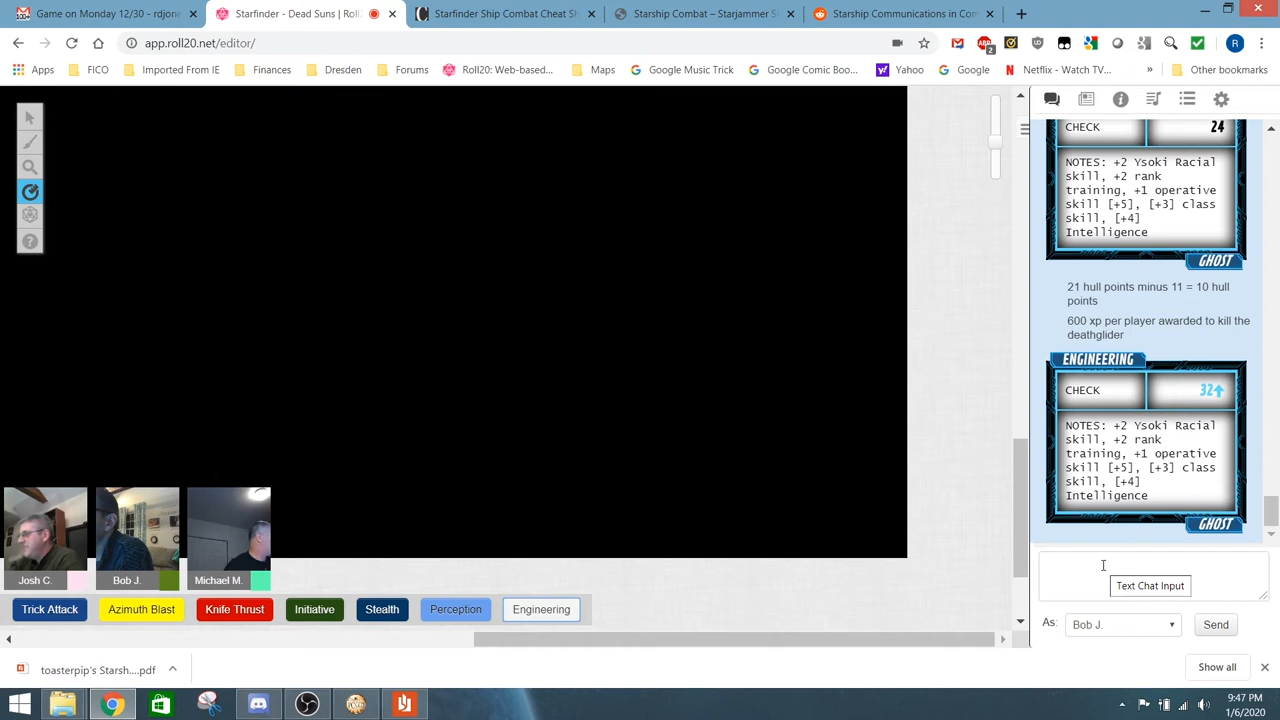 Game on Monday 12/30 - rdjone
Starfinder - Dead Suns | Roll2
Starfinder Ship Combat Cheat Sh
Starship Combat – Starjammer S
Starship Communications in Com
app.roll20.net/editor/
Apps
FICO
Imported From IE
Finances
Dresden
Forums
Roll20: Web-based...
Maps
Google Music Trick
Google Comic Boo...
Yahoo
Google
Netflix - Watch TV...
Other bookmarks
CHECK
24
NOTES: +2 Ysoki Racial
skill, +2 rank
training, +1 operative
skill [+5], [+3] class
skill, [+4]
Intelligence
GHOST
21 hull points minus 11 = 10 hull
points
600 xp per player awarded to kill the
deathglider
ENGINEERING
CHECK
32
NOTES: +2 Ysoki Racial
skill, +2 rank
training, +1 operative
skill [+5], [+3] class
skill, [+4]
Intelligence
GHOST
Text Chat Input
As:
Bob J.
Send
Josh C.
Bob J.
Michael M.
Trick Attack
Azimuth Blast
Knife Thrust
Initiative
Stealth
Perception
Engineering
toasterpip's Starsh....pdf
Show all
9:47 PM
1/6/2020